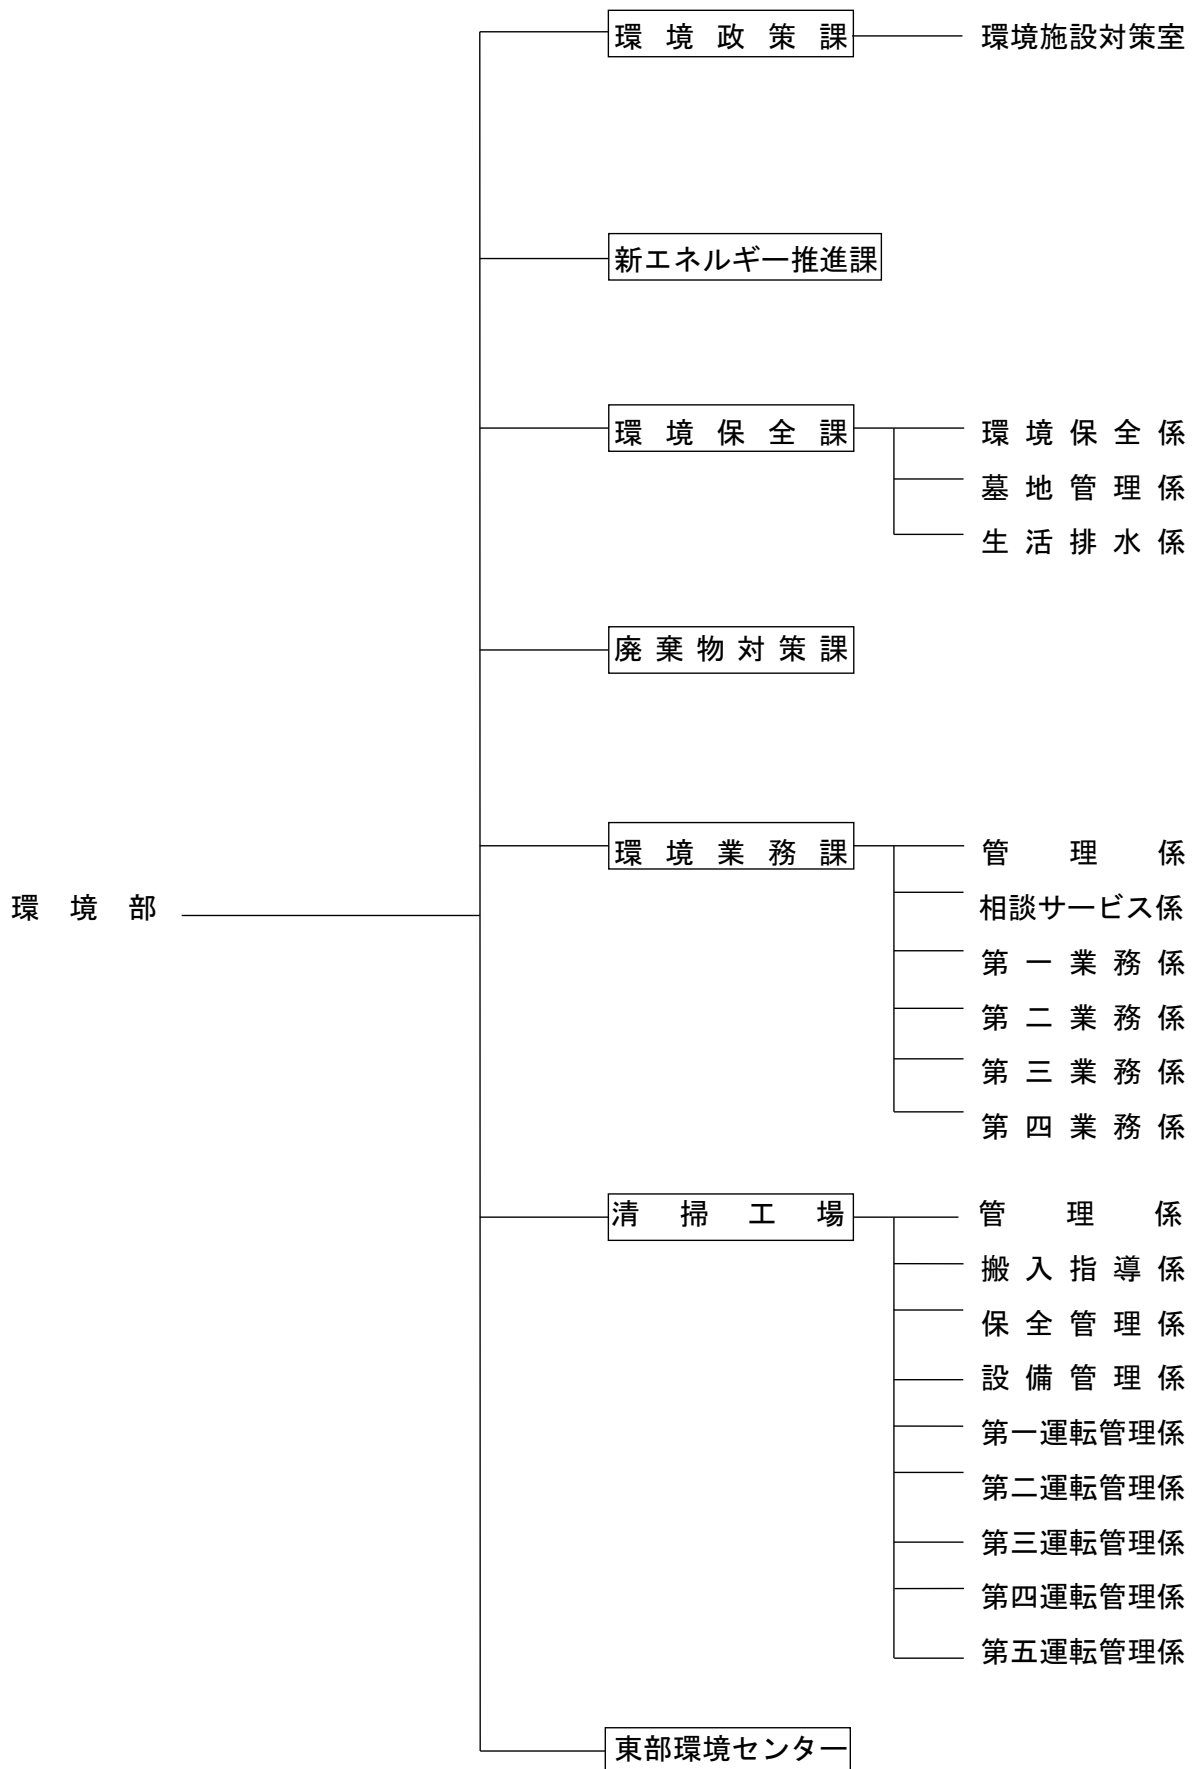 環境政策課 環境施設対策室
新エネルギー推進課
環境保全課 環境保全係
墓地管理係
生活排水係
廃棄物対策課
環境業務課 管理係
環境部 相談サービス係
第一業務係
第二業務係
第三業務係
第四業務係
清掃工場 管理係
搬入指導係
保全管理係
設備管理係
第一運転管理係
第二運転管理係
第三運転管理係
第四運転管理係
第五運転管理係
東部環境センター